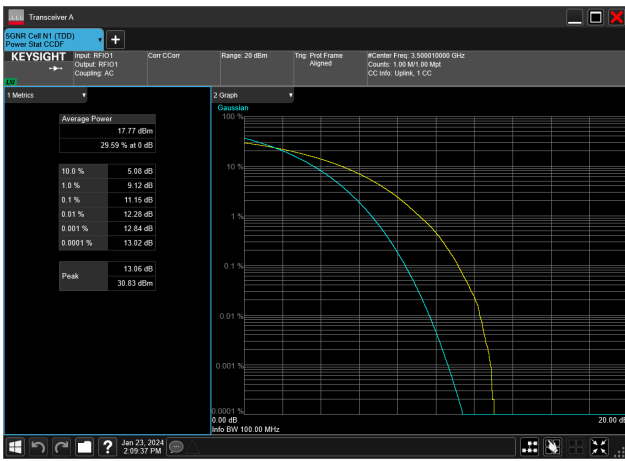 Transceiver A
5GNR Cell N1 (TDD)
Power Stat CCDF
KEYSIGHT
LXI
Input: RFIO1
Output: RFIO1
Coupling: AC
Corr CCorr
Range: 20 dBm
Trig: Prot Frame
Aligned
#Center Freq: 3.500010000 GHz
Counts: 1.00 M/1.00 Mpt
CC Info: Uplink, 1 CC
1 Metrics
Average Power
17.77 dBm
29.59 % at 0 dB
10.0 % 5.08 dB
1.0 % 9.12 dB
0.1 % 11.15 dB
0.01 % 12.28 dB
0.001 % 12.84 dB
0.0001 % 13.02 dB
Peak 13.06 dB
30.83 dBm
2 Graph
Gaussian
100 %
10 %
1 %
0.1 %
0.01 %
0.001 %
0.0001 %
0.00 dB
20.00 dB
Info BW 100.00 MHz
Jan 23, 2024
2:09:37 PM